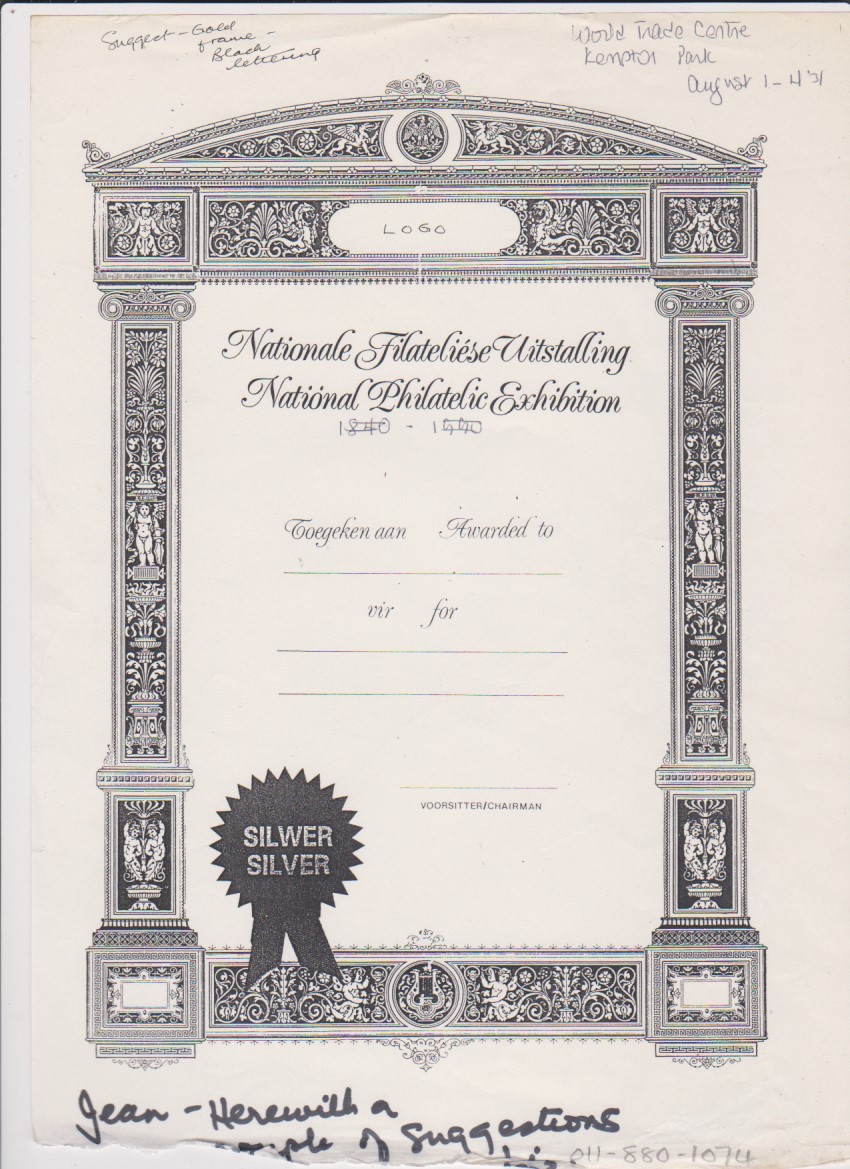 Suggest - Gold
frame -
Black
lettering
World Trade Centre
Kempton Park
August 1 - 4 '91
LOGO
Nationale Filateliése Uitstalling
National Philatelic Exhibition
1840 - 1990
Toegeken aan Awarded to
vir for
VOORSITTER/CHAIRMAN
SILWER
SILVER
Jean - Herewith a
couple of suggestions
011-880-1074